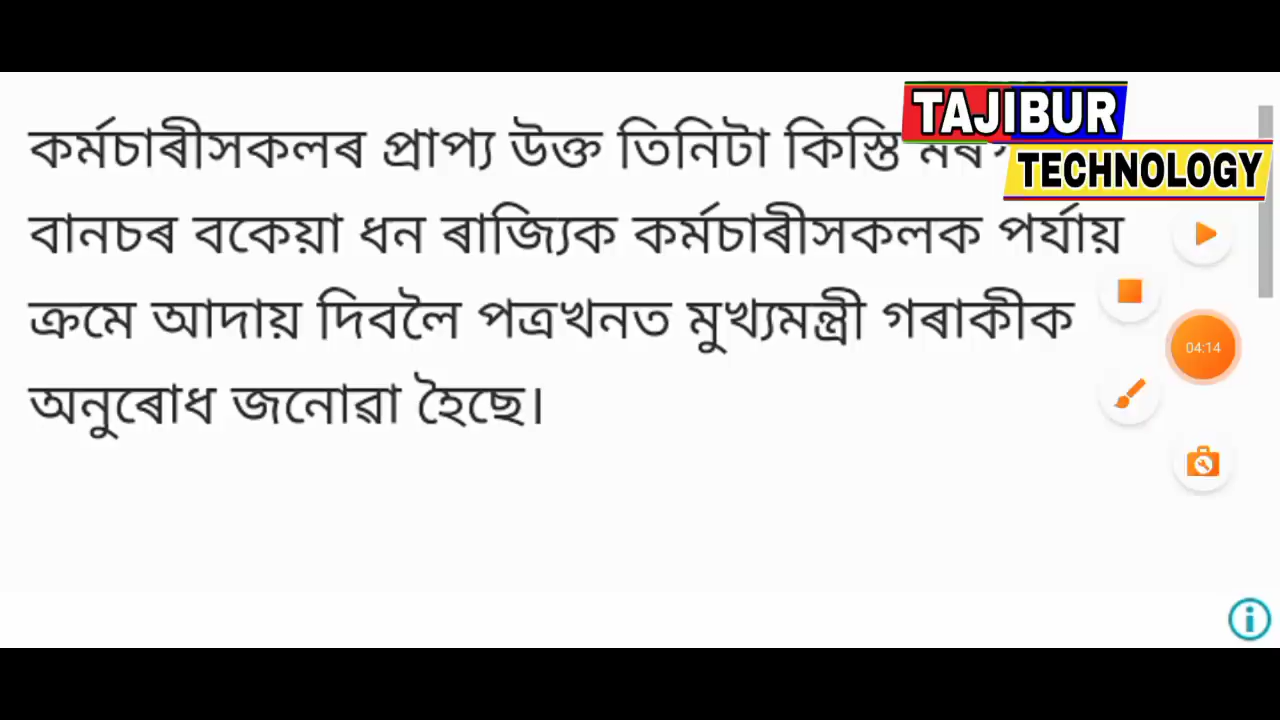 TAJIBUR
TECHNOLOGY
কৰ্মচাৰীসকলৰ প্ৰাপ্য উক্ত তিনিটা কিস্তি
বানচৰ বকেয়া ধন ৰাজ্যিক কৰ্মচাৰীসকলক পৰ্যায়
ক্ৰমে আদায় দিবলৈ পত্ৰখনত মুখ্যমন্ত্ৰী গৰাকীক
অনুৰোধ জনোৱা হৈছে।
04:14